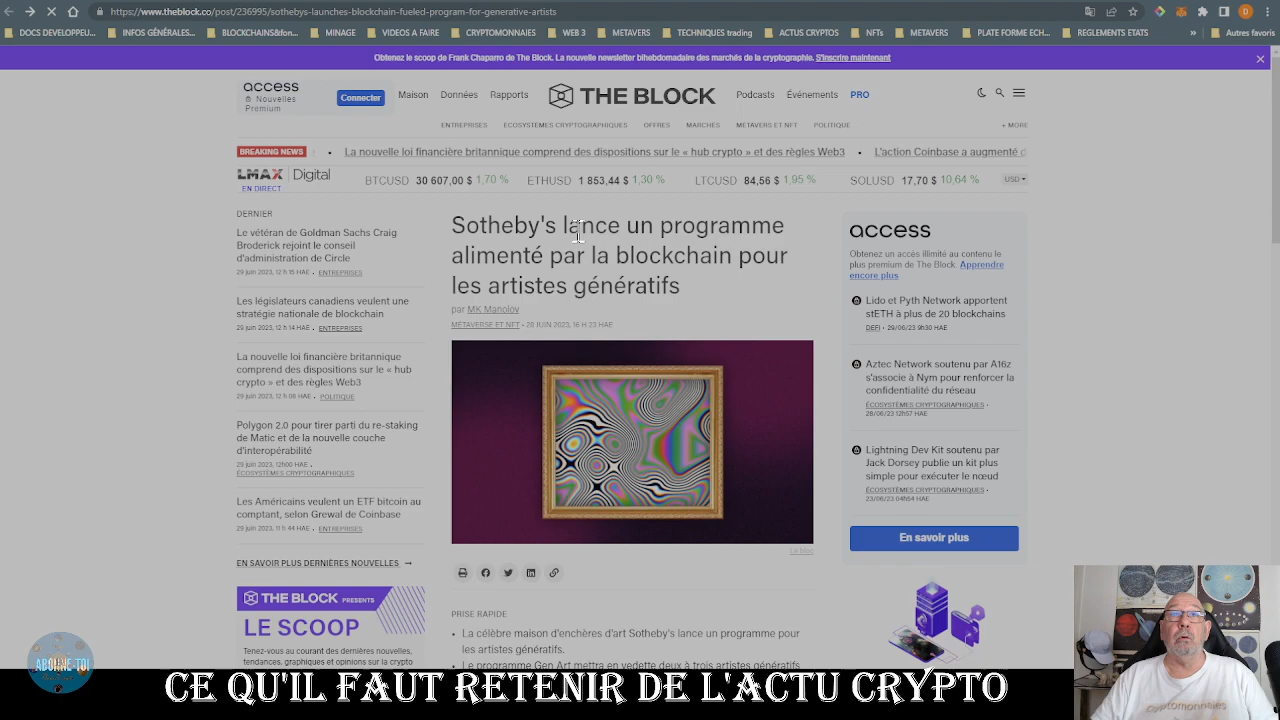 https://www.theblock.co/post/236995/sothebys-launches-blockchain-fueled-program-for-generative-artists
DOCS DEVELOPPEU...
INFOS GÉNÉRALES...
BLOCKCHAINS&fon...
MINAGE
VIDEOS A FAIRE
CRYPTOMONNAIES
WEB 3
METAVERS
TECHNIQUES trading
ACTUS CRYPTOS
NFTs
METAVERS
PLATE FORME ECH...
REGLEMENTS ETATS
»
Autres favoris
Obtenez le scoop de Frank Chaparro de The Block. La nouvelle newsletter bihebdomadaire des marchés de la cryptographie. S'inscrire maintenant
access
Nouvelles
Premium
Connecter
Maison
Données
Rapports
THE BLOCK
Podcasts
Événements
PRO
ENTREPRISES
ÉCOSYSTÈMES CRYPTOGRAPHIQUES
OFFRES
MARCHÉS
MÉTAVERS ET NFT
POLITIQUE
+ MORE
BREAKING NEWS
• La nouvelle loi financière britannique comprend des dispositions sur le « hub crypto » et des règles Web3
• L'action Coinbase a augmenté d
LMAX Digital
EN DIRECT
BTCUSD 30 607,00 $ 1,70 %
ETHUSD 1 853,44 $ 1,30 %
LTCUSD 84,56 $ 1,95 %
SOLUSD 17,70 $ 10,64 %
USD
DERNIER
Le vétéran de Goldman Sachs Craig
Broderick rejoint le conseil
d'administration de Circle
29 juin 2023, 12 h 15 HAE • ENTREPRISES
Les législateurs canadiens veulent une
stratégie nationale de blockchain
29 juin 2023, 12 h 14 HAE • ENTREPRISES
La nouvelle loi financière britannique
comprend des dispositions sur le « hub
crypto » et des règles Web3
29 juin 2023, 12 h 08 HAE • POLITIQUE
Polygon 2.0 pour tirer parti du re-staking
de Matic et de la nouvelle couche
d'interopérabilité
29 juin 2023, 12h00 HAE •
ÉCOSYSTÈMES CRYPTOGRAPHIQUES
Les Américains veulent un ETF bitcoin au
comptant, selon Grewal de Coinbase
29 juin 2023, 11 h 44 HAE • ENTREPRISES
EN SAVOIR PLUS DERNIÈRES NOUVELLES →
THE BLOCK PRESENTS
LE SCOOP
Tenez-vous au courant des dernières nouvelles,
tendances, graphiques et opinions sur la crypto
Sotheby's lance un programme
alimenté par la blockchain pour
les artistes génératifs
par MK Manolov
MÉTAVERSE ET NFT • 28 JUIN 2023, 16 H 23 HAE
Le bloc
PRISE RAPIDE
• La célèbre maison d'enchères d'art Sotheby's lance un programme pour
les artistes génératifs.
• Le programme Gen Art mettra en vedette deux à trois artistes génératifs
access
Obtenez un accès illimité au contenu le
plus premium de The Block. Apprendre
encore plus
Lido et Pyth Network apportent
stETH à plus de 20 blockchains
DEFI • 29/06/23 9h30 HAE
Aztec Network soutenu par A16z
s'associe à Nym pour renforcer la
confidentialité du réseau
ÉCOSYSTÈMES CRYPTOGRAPHIQUES •
28/06/23 12h57 HAE
Lightning Dev Kit soutenu par
Jack Dorsey publie un kit plus
simple pour exécuter le nœud
ÉCOSYSTÈMES CRYPTOGRAPHIQUES •
23/06/23 04h54 HAE
En savoir plus
ABONNE-TOI
Cryptomonnaies
CE QU'IL FAUT RETENIR DE L'ACTU CRYPTO